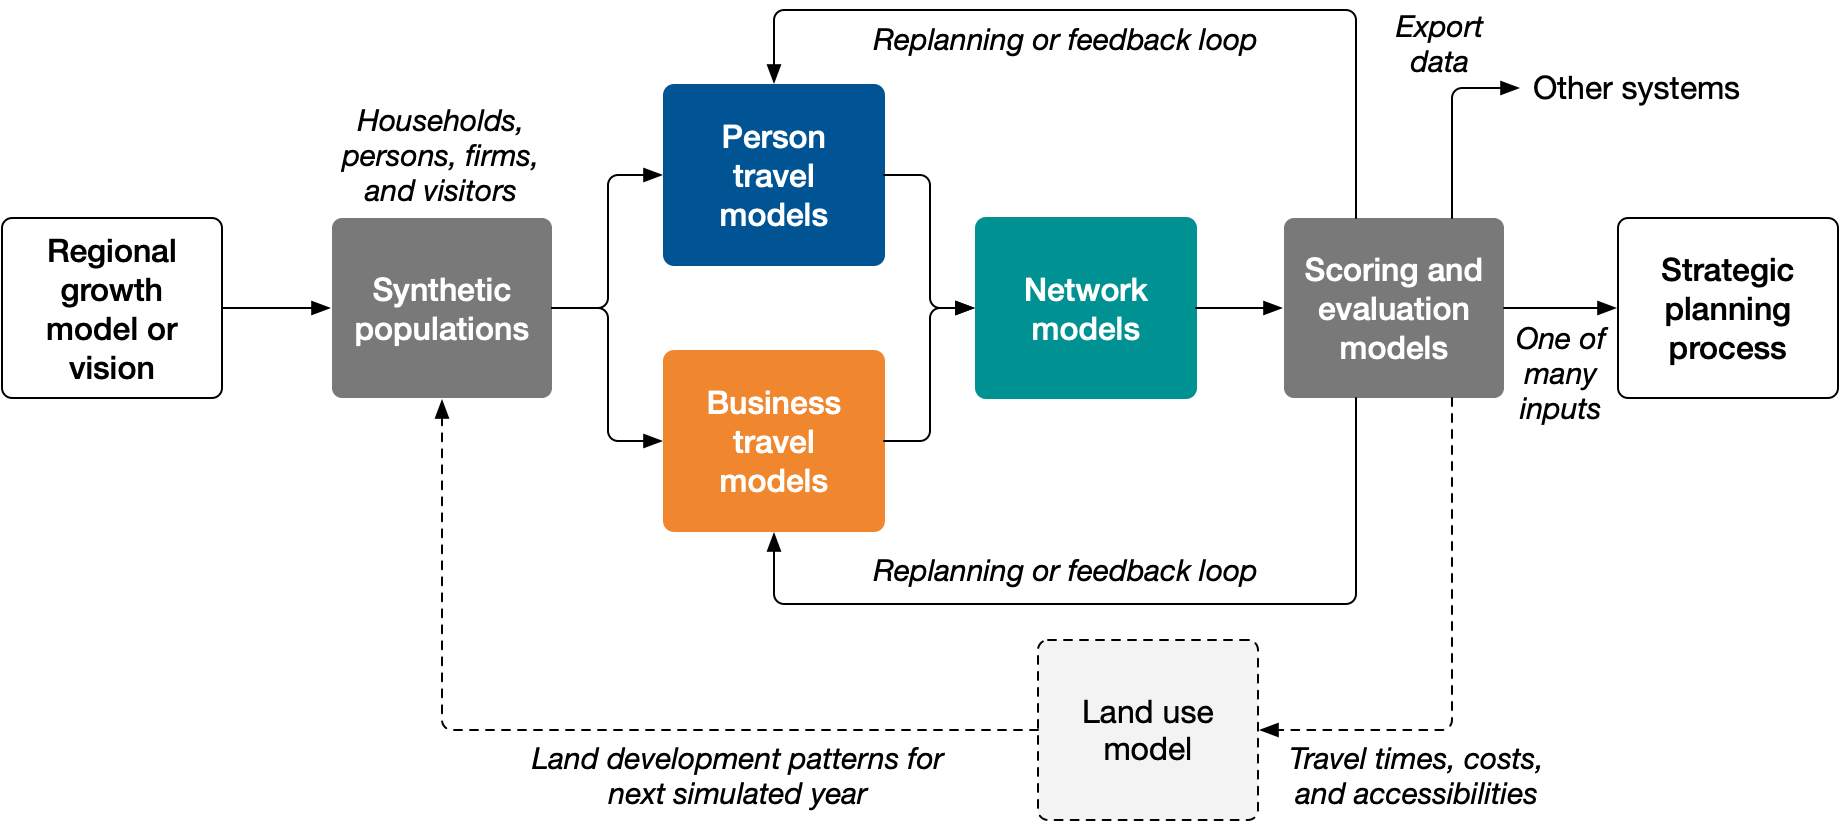 Replanning or feedback loop
Export
data
Other systems
Households,
persons, firms,
and visitors
Person
travel
models
Regional
growth
model or
vision
Synthetic
populations
Network
models
Scoring and
evaluation
models
Strategic
planning
process
One of
many
inputs
Business
travel
models
Replanning or feedback loop
Land use
model
Land development patterns for
next simulated year
Travel times, costs,
and accessibilities